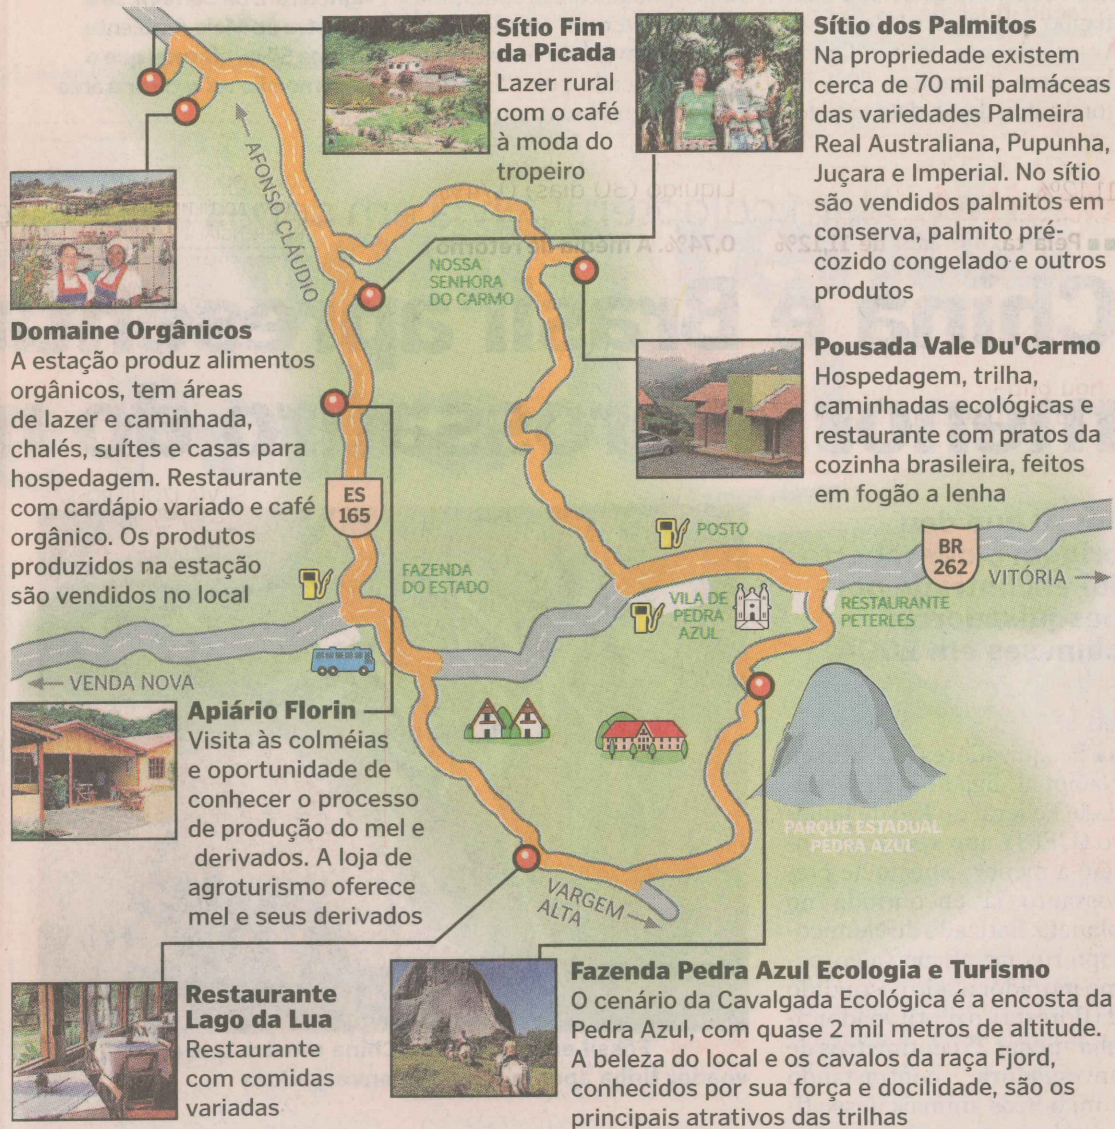 Sítio Fim
da Picada
Lazer rural
com o café
à moda do
tropeiro
Sítio dos Palmitos
Na propriedade existem
cerca de 70 mil palmáceas
das variedades Palmeira
Real Australiana, Pupunha,
Juçara e Imperial. No sítio
são vendidos palmitos em
conserva, palmito pré-
cozido congelado e outros
produtos
AFONSO CLÁUDIO
NOSSA
SENHORA
DO CARMO
Domaine Orgânicos
A estação produz alimentos
orgânicos, tem áreas
de lazer e caminhada,
chalés, suítes e casas para
hospedagem. Restaurante
com cardápio variado e café
orgânico. Os produtos
produzidos na estação
são vendidos no local
Pousada Vale Du'Carmo
Hospedagem, trilha,
caminhadas ecológicas e
restaurante com pratos da
cozinha brasileira, feitos
em fogão a lenha
ES
165
POSTO
BR
262
VITÓRIA
FAZENDA
DO ESTADO
VILA DE
PEDRA
AZUL
RESTAURANTE
PETERLES
VENDA NOVA
Apiário Florin
Visita às colméias
e oportunidade de
conhecer o processo
de produção do mel e
derivados. A loja de
agroturismo oferece
mel e seus derivados
PARQUE ESTADUAL
PEDRA AZUL
VARGEM
ALTA
Restaurante
Lago da Lua
Restaurante
com comidas
variadas
Fazenda Pedra Azul Ecologia e Turismo
O cenário da Cavalgada Ecológica é a encosta da
Pedra Azul, com quase 2 mil metros de altitude.
A beleza do local e os cavalos da raça Fjord,
conhecidos por sua força e docilidade, são os
principais atrativos das trilhas